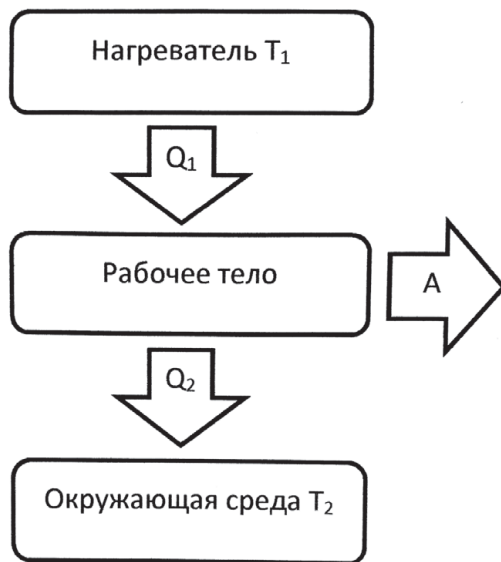 Нагреватель T₁
Q₁
Рабочее тело
A
Q₂
Окружающая среда T₂